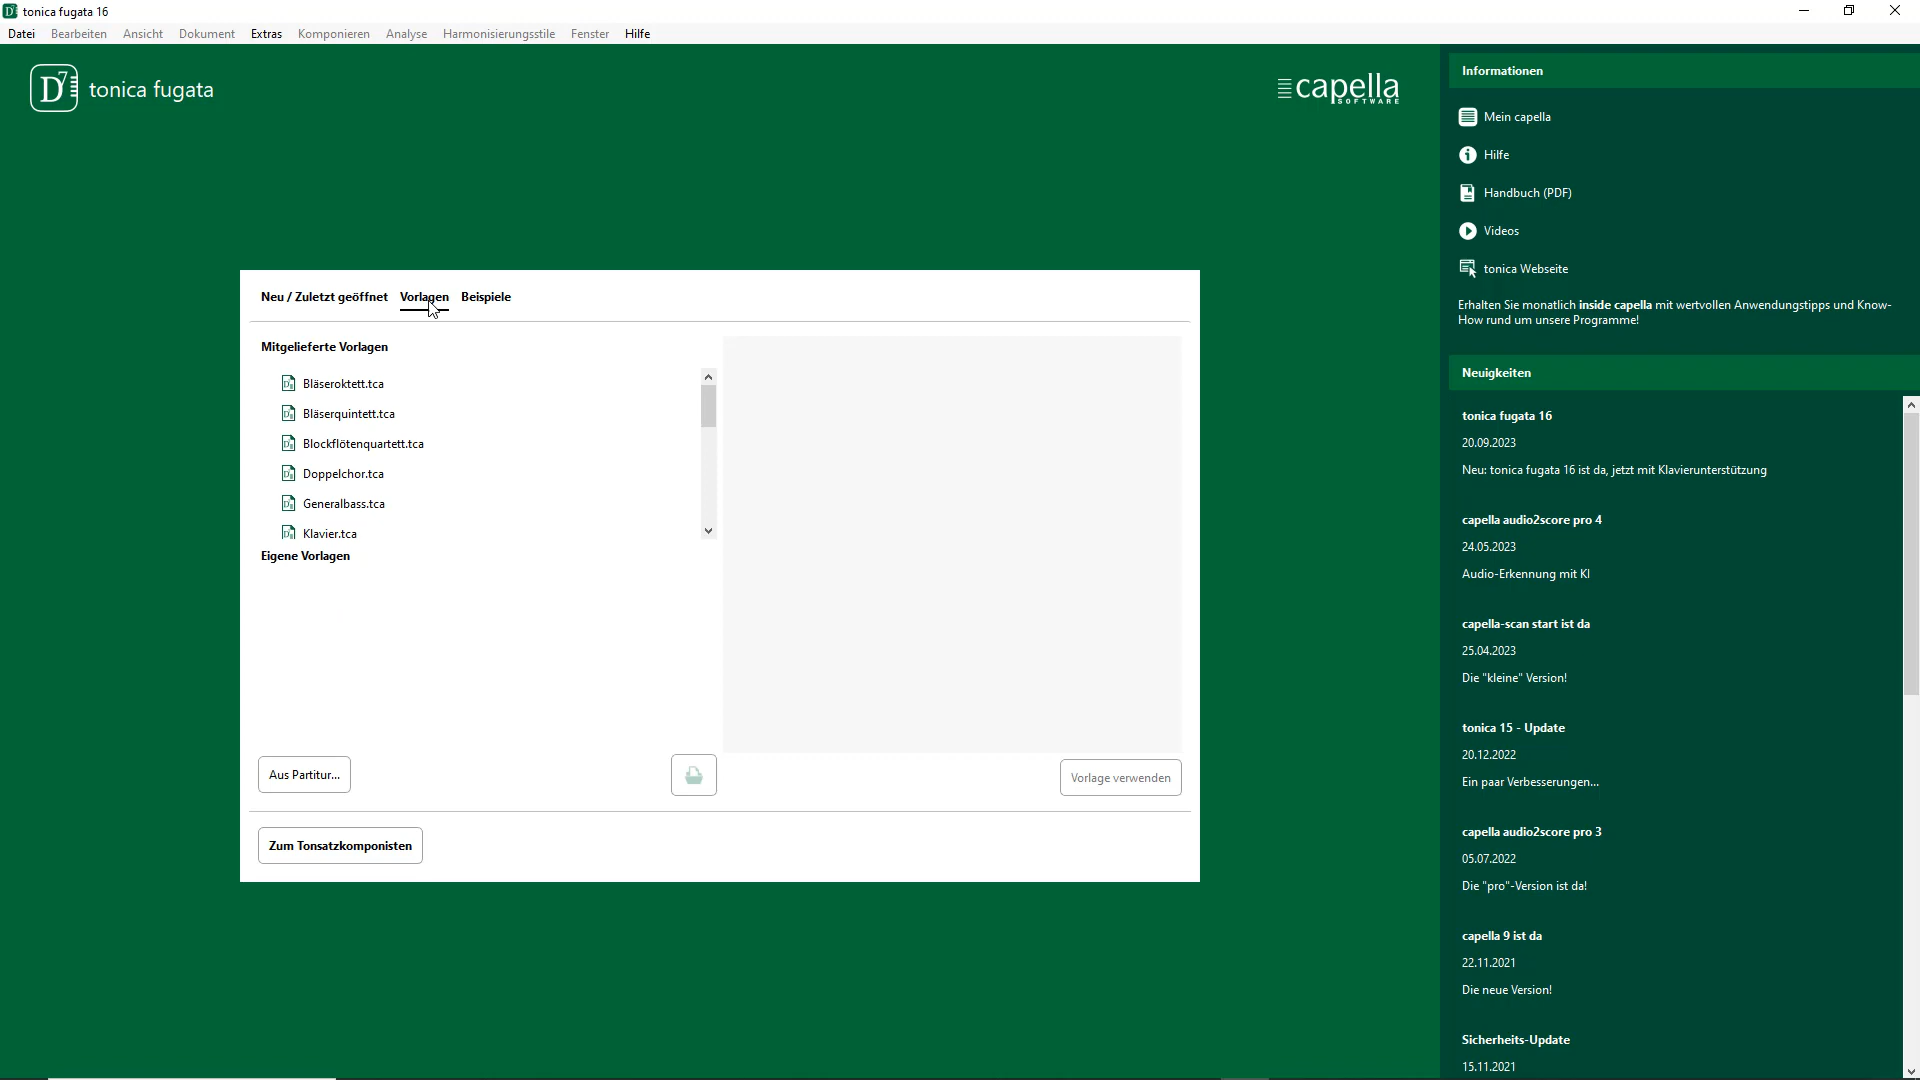 tonica fugata 16
Datei Bearbeiten Ansicht Dokument Extras Komponieren Analyse Harmonisierungsstile Fenster Hilfe
D7 tonica fugata
capella
SOFTWARE
Neu / Zuletzt geöffnet Vorlagen Beispiele
Mitgelieferte Vorlagen
Bläseroktett.tca
Bläserquintett.tca
Blockflötenquartett.tca
Doppelchor.tca
Generalbass.tca
Klavier.tca
Eigene Vorlagen
Aus Partitur...
Vorlage verwenden
Zum Tonsatzkomponisten
Informationen
Mein capella
Hilfe
Handbuch (PDF)
Videos
tonica Webseite
Erhalten Sie monatlich inside capella mit wertvollen Anwendungstipps und Know-
How rund um unsere Programme!
Neuigkeiten
tonica fugata 16
20.09.2023
Neu: tonica fugata 16 ist da, jetzt mit Klavierunterstützung
capella audio2score pro 4
24.05.2023
Audio-Erkennung mit KI
capella-scan start ist da
25.04.2023
Die "kleine" Version!
tonica 15 - Update
20.12.2022
Ein paar Verbesserungen...
capella audio2score pro 3
05.07.2022
Die "pro"-Version ist da!
capella 9 ist da
22.11.2021
Die neue Version!
Sicherheits-Update
15.11.2021